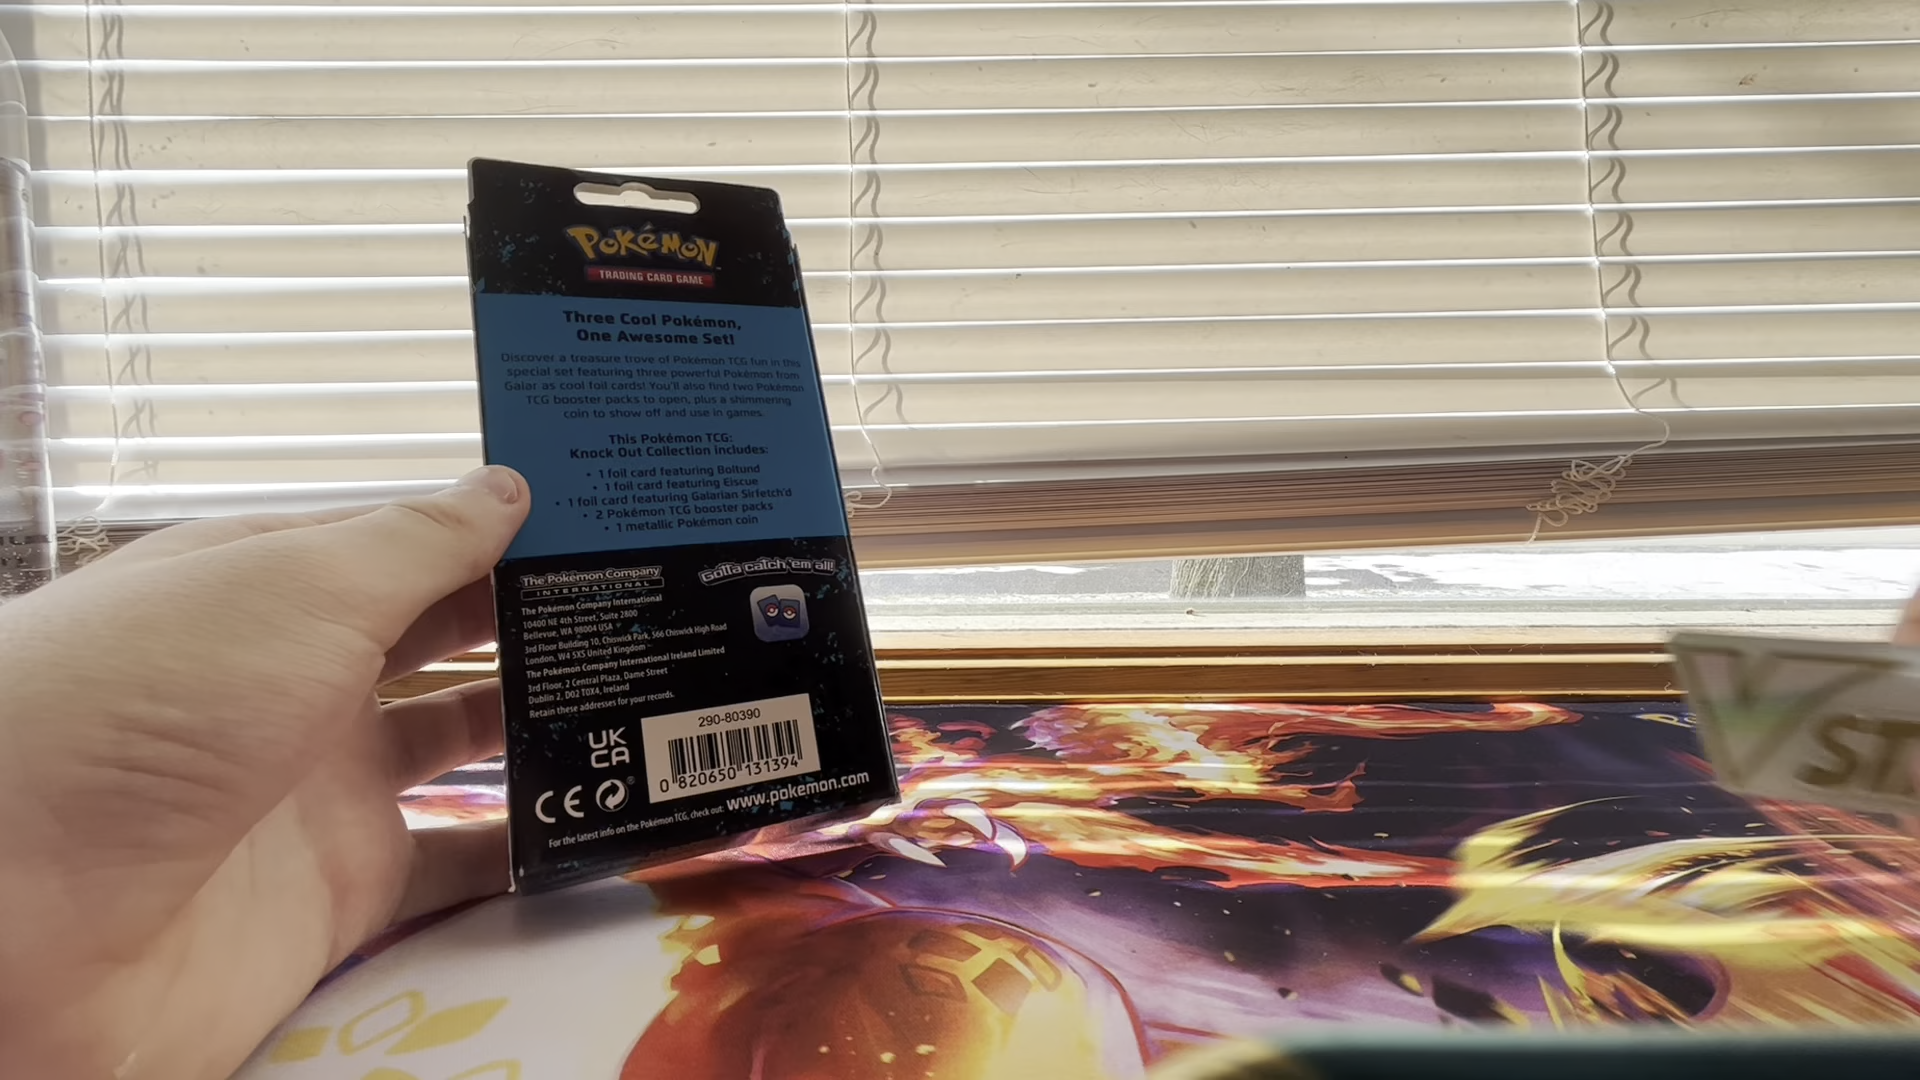 Pokémon
TRADING CARD GAME
Three Cool Pokémon,
One Awesome Set!
Discover a treasure trove of Pokémon TCG fun in this
special set featuring three powerful Pokémon from
Galar as cool foil cards! You'll also find two Pokémon
TCG booster packs to open, plus a shimmering
coin to show off and use in games.
This Pokémon TCG:
Knock Out Collection includes:
• 1 foil card featuring Boltund
• 1 foil card featuring Eiscue
• 1 foil card featuring Galarian Sirfetch'd
• 2 Pokémon TCG booster packs
• 1 metallic Pokémon coin
The Pokémon Company
INTERNATIONAL
Gotta catch 'em all!
The Pokémon Company International
10400 NE 4th Street, Suite 2800
Bellevue, WA 98004 USA
3rd Floor Building 10, Chiswick Park, 566 Chiswick High Road
London, W4 5XS United Kingdom
The Pokémon Company International Ireland Limited
3rd Floor, 2 Central Plaza, Dame Street
Dublin 2, D02 T0X4, Ireland
Retain these addresses for your records.
UK
CA
CE
290-80390
0 820650 131394
For the latest info on the Pokémon TCG, check out: www.pokemon.com
V
ST